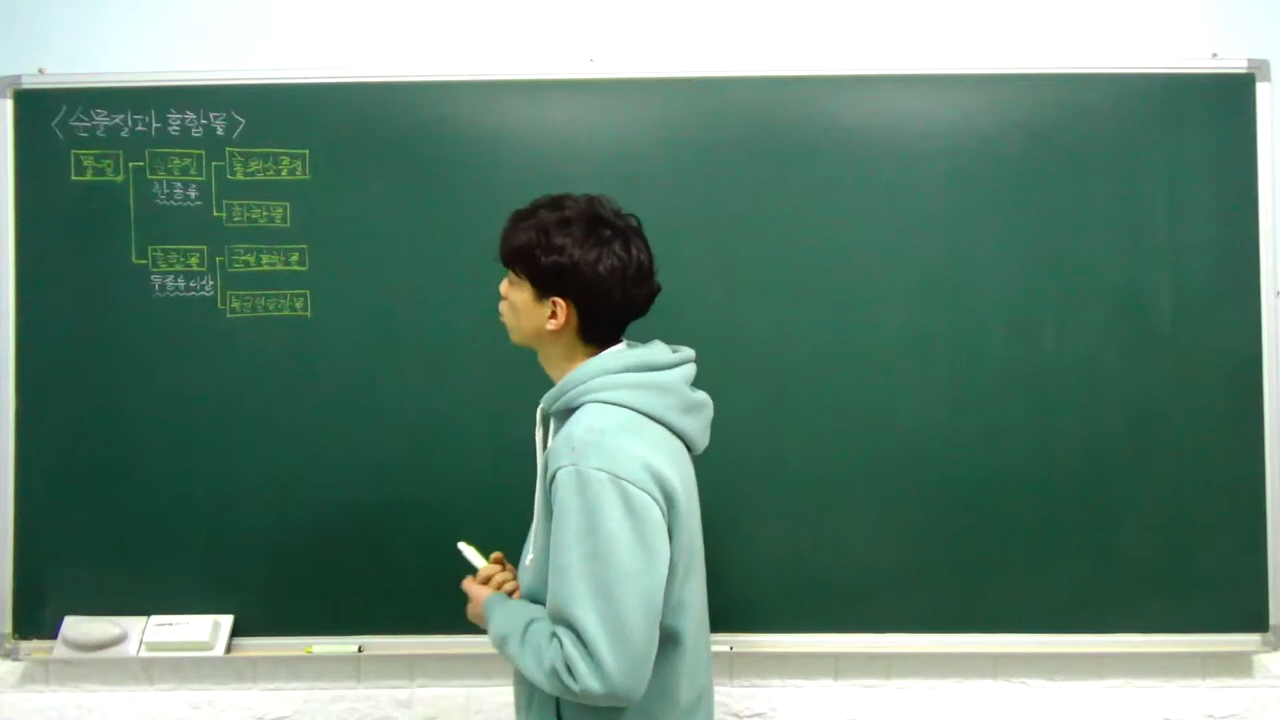 <순물질과 혼합물>
물질 순물질 홑원소물질
한 종류
화합물
혼합물 균일혼합물
두 종류 이상
불균일혼합물